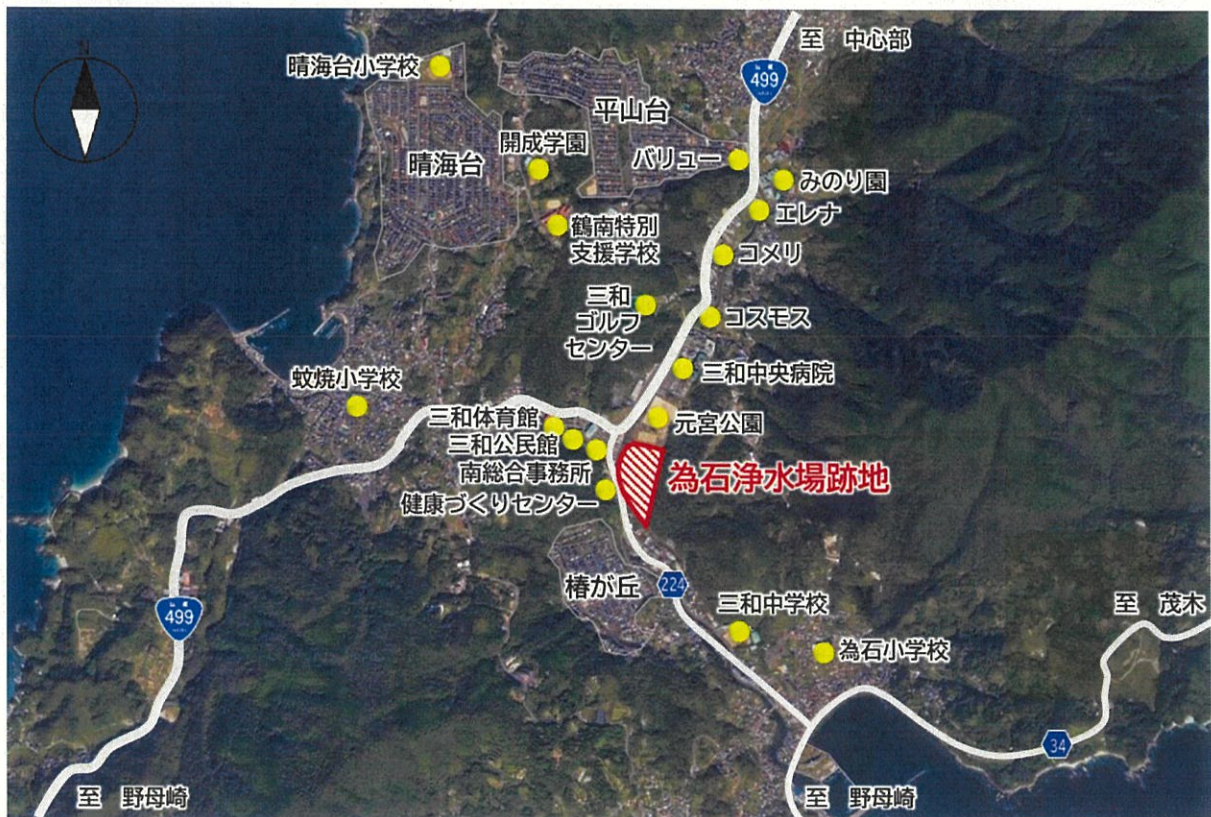 N
至 中心部
499
晴海台小学校
平山台
開成学園
晴海台
バリュー
みのり園
エレナ
鶴南特別
支援学校
コメリ
三和
ゴルフ
センター
コスモス
三和中央病院
蚊焼小学校
三和体育館
元宮公園
三和公民館
南総合事務所
為石浄水場跡地
健康づくりセンター
椿が丘
224
499
三和中学校
至 茂木
為石小学校
34
至 野母崎
至 野母崎